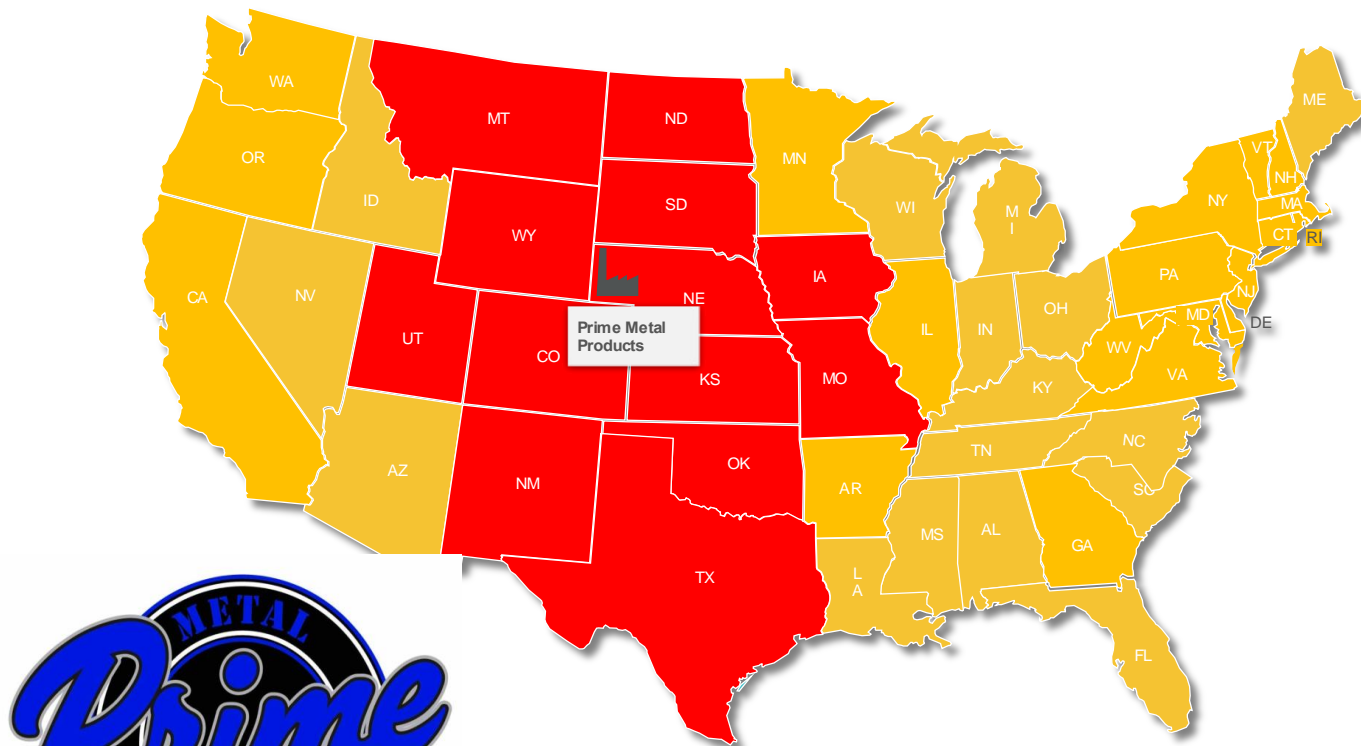 WA
MT
ND
MN
ME
OR
ID
SD
WI
M
I
VT
NH
NY
MA
CT
RI
WY
CA
NV
NE
IA
PA
NJ
UT
CO
Prime Metal
Products
KS
MO
IL
IN
OH
MD
DE
WV
VA
KY
AZ
NM
OK
AR
TN
NC
SC
TX
L
A
MS
AL
GA
FL
METAL
Prime